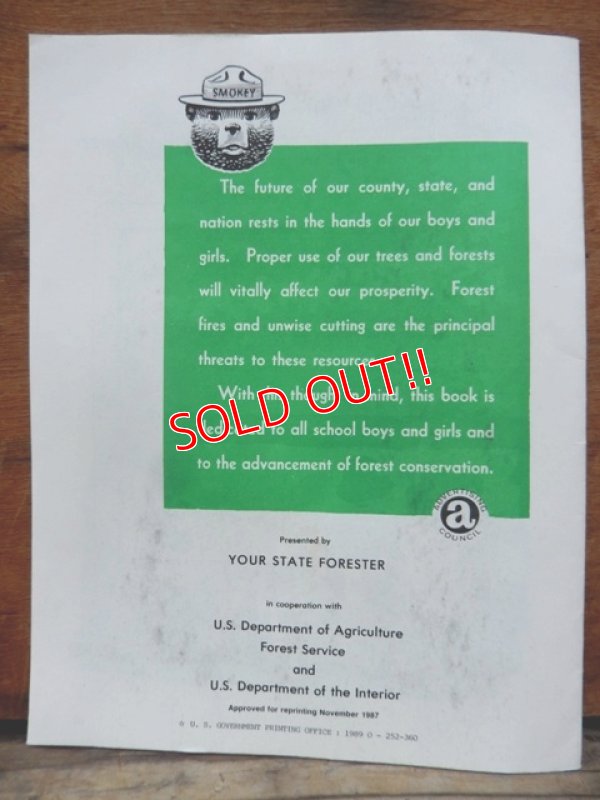 SMOKEY
The future of our county, state, and
nation rests in the hands of our boys and
girls. Proper use of our trees and forests
will vitally affect our prosperity. Forest
fires and unwise cutting are the principal
threats to these resources.
SOLD OUT!!
With this thought in mind, this book is
dedicated to all school boys and girls and
to the advancement of forest conservation.
ADVERTISING
a
COUNCIL
Presented by
YOUR STATE FORESTER
in cooperation with
U.S. Department of Agriculture
Forest Service
and
U.S. Department of the Interior
Approved for reprinting November 1987
U. S. GOVERNMENT PRINTING OFFICE : 1989 O - 252-360